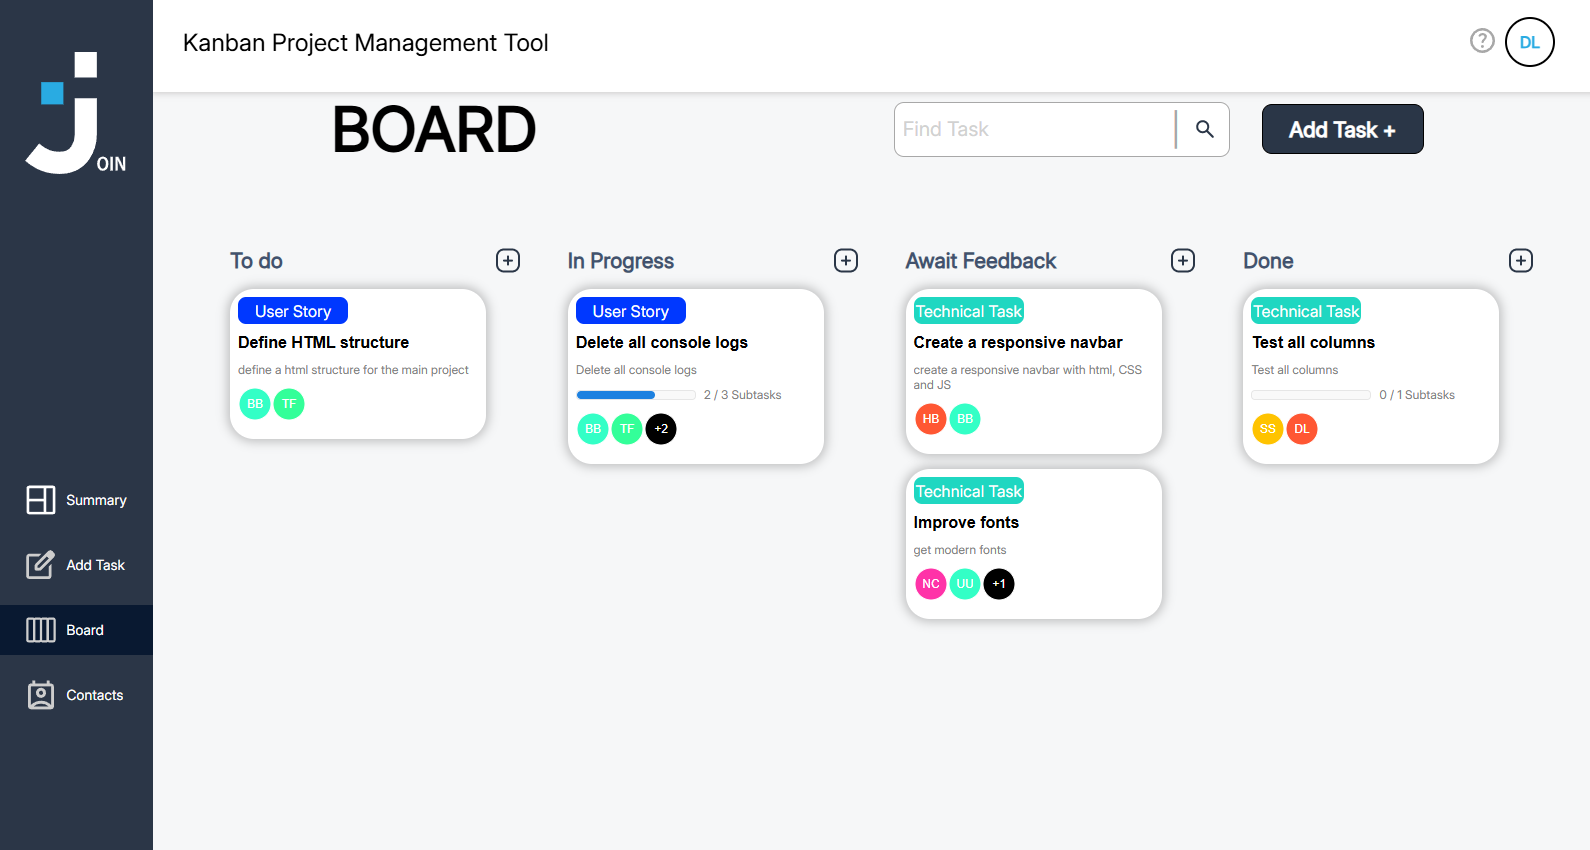 OIN
Kanban Project Management Tool
DL
BOARD
Find Task
Add Task +
Summary
Add Task
Board
Contacts
To do
User Story
Define HTML structure
define a html structure for the main project
BB TF
In Progress
User Story
Delete all console logs
Delete all console logs
2 / 3 Subtasks
BB TF +2
Await Feedback
Technical Task
Create a responsive navbar
create a responsive navbar with html, CSS
and JS
HB BB
Technical Task
Improve fonts
get modern fonts
NC UU +1
Done
Technical Task
Test all columns
Test all columns
0 / 1 Subtasks
SS DL